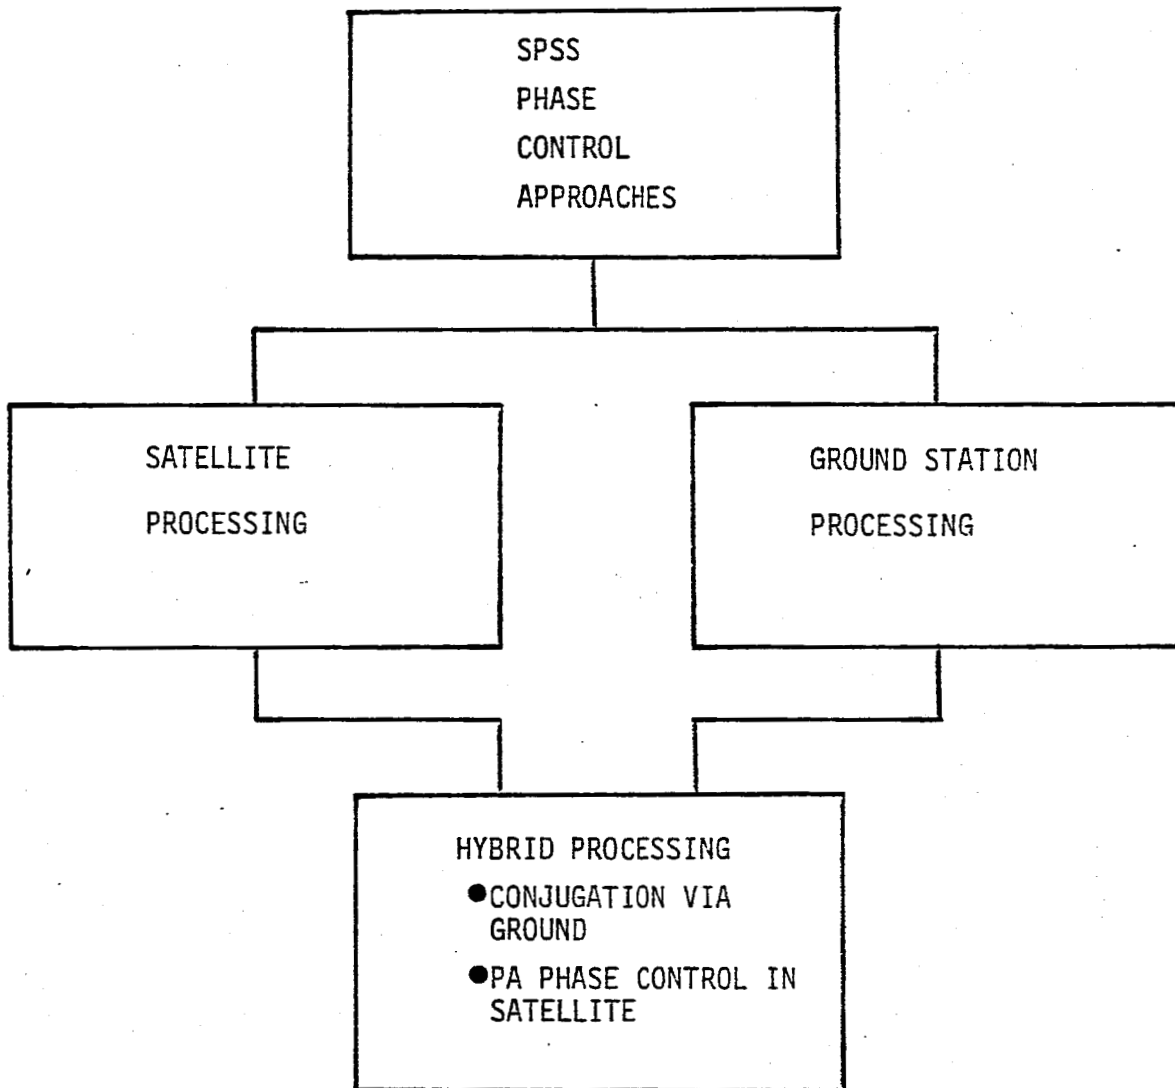 SPSS
PHASE
CONTROL
APPROACHES
SATELLITE
PROCESSING
GROUND STATION
PROCESSING
HYBRID PROCESSING
●CONJUGATION VIA
GROUND
●PA PHASE CONTROL IN
SATELLITE